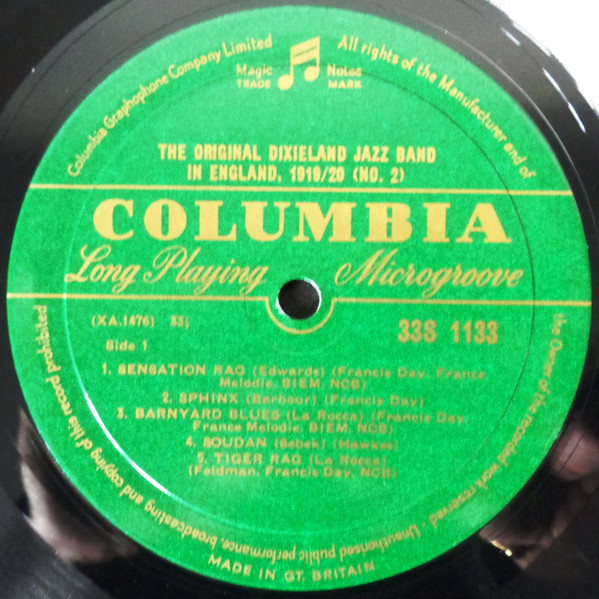 Columbia Graphophone Company Limited
All rights of the Manufacturer and of
the Owner of the recorded work reserved. Unauthorised public performance, broadcasting and copying of this record prohibited
Magic Notes
TRADE MARK
THE ORIGINAL DIXIELAND JAZZ BAND
IN ENGLAND, 1919/20 (NO. 2)
COLUMBIA
Long Playing Microgroove
(XA.1476) 33⅓
33S 1133
Side 1
1. SENSATION RAG (Edwards) (Francis Day, France
Melodie, BIEM, NCB)
2. SPHINX (Barbour) (Francis Day)
3. BARNYARD BLUES (La Rocca) (Francis Day,
France Melodie, BIEM, NCB)
4. SOUDAN (Sebek) (Hawkes)
5. TIGER RAG (La Rocca)
(Feldman, Francis Day, NCB)
MADE IN GT. BRITAIN